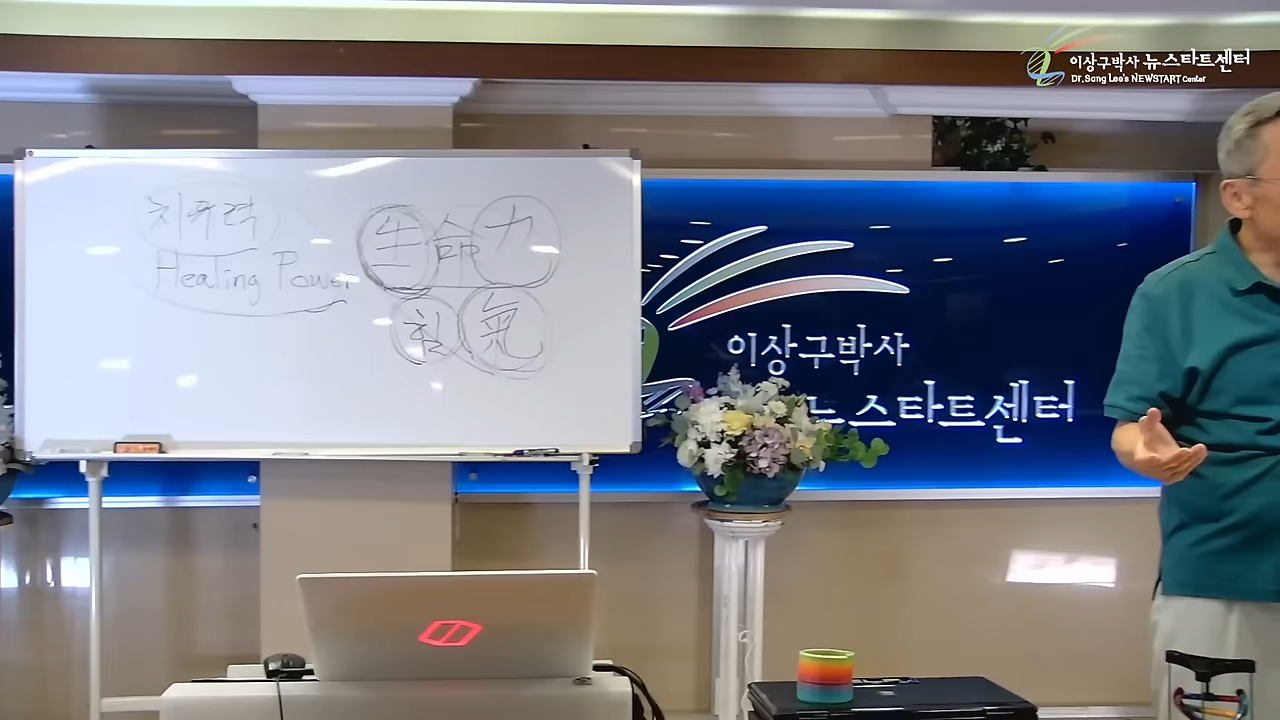 이상구박사 뉴스타트센터
Dr. Sang Lee's NEWSTART Center
치유력
Healing Power
生命力
힘 氣
이상구박사
뉴스타트센터